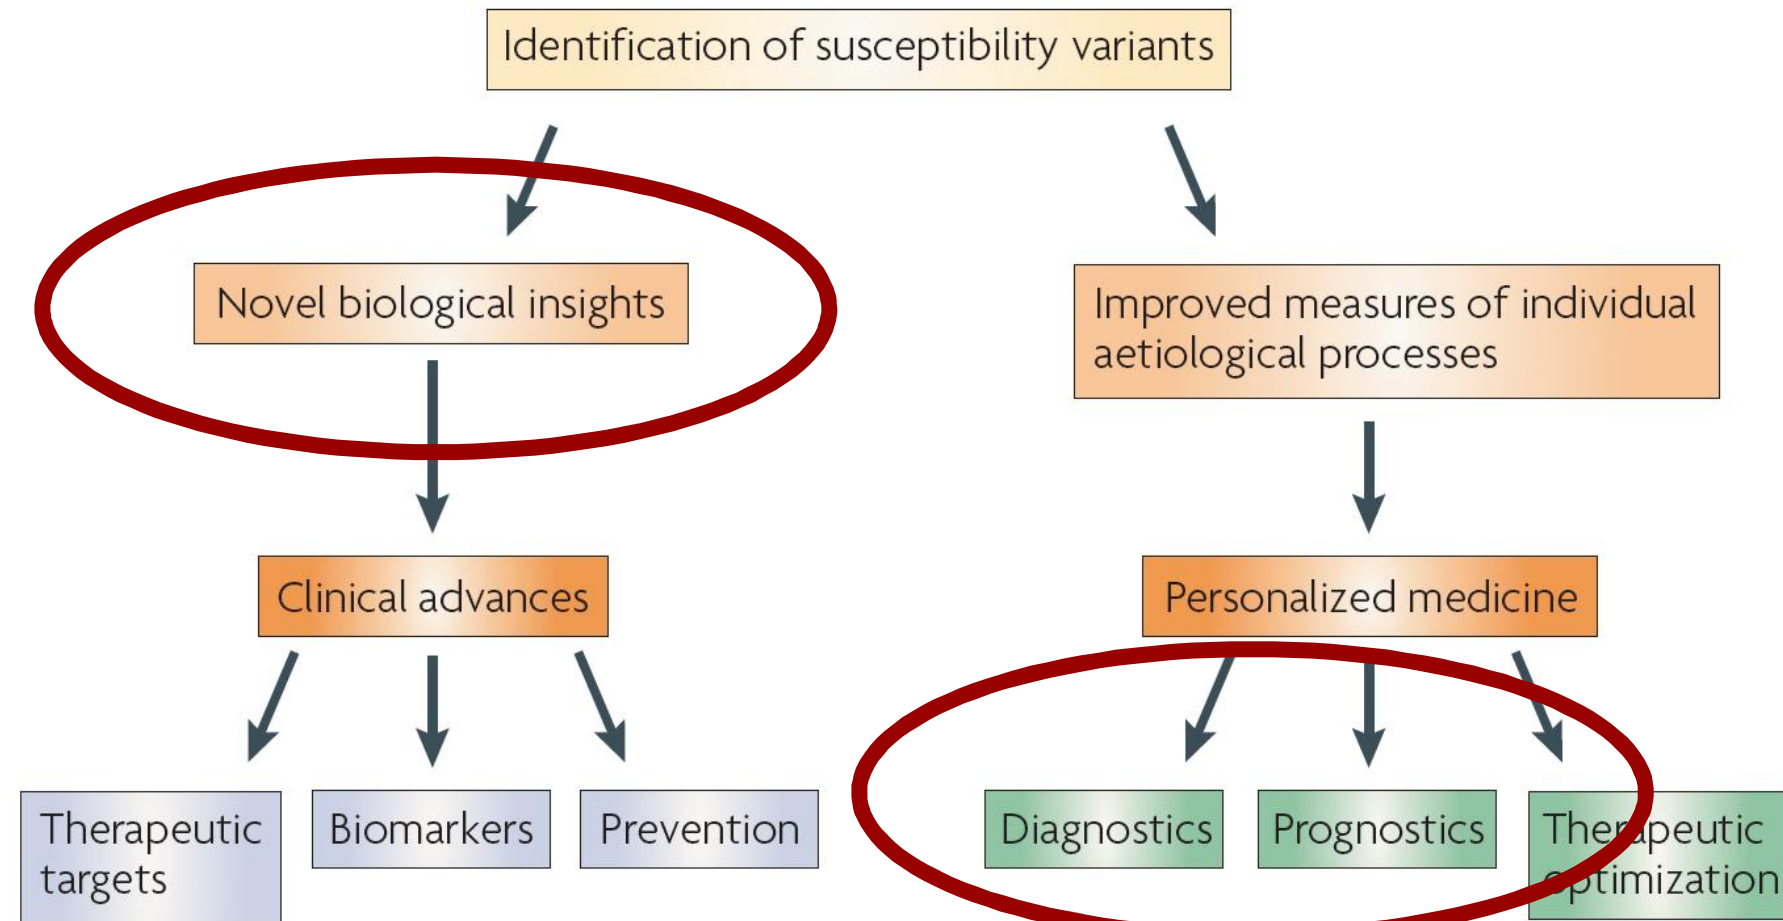 Identification of susceptibility variants
Novel biological insights
Improved measures of individual
aetiological processes
Clinical advances
Personalized medicine
Therapeutic
targets
Biomarkers
Prevention
Diagnostics
Prognostics
Therapeutic
optimization